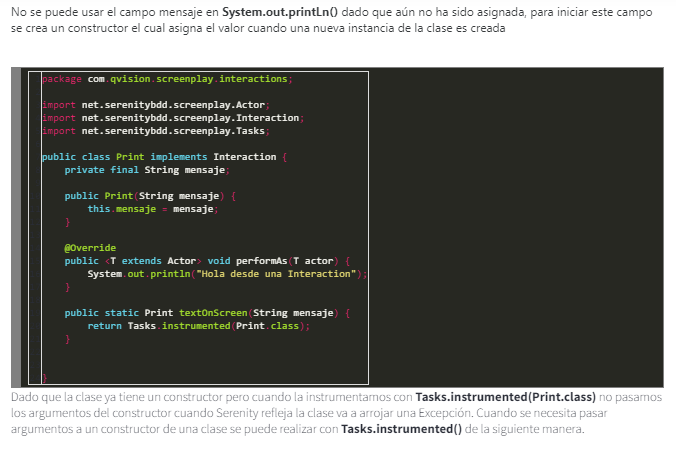 No se puede usar el campo mensaje en System.out.printLn() dado que aún no ha sido asignada, para iniciar este campo
se crea un constructor el cual asigna el valor cuando una nueva instancia de la clase es creada
package com.qvision.screenplay.interactions;
import net.serenitybdd.screenplay.Actor;
import net.serenitybdd.screenplay.Interaction;
import net.serenitybdd.screenplay.Tasks;
public class Print implements Interaction {
private final String mensaje;
public Print(String mensaje) {
this.mensaje = mensaje;
}
@Override
public <T extends Actor> void performAs(T actor) {
System.out.println("Hola desde una Interaction");
}
public static Print textOnScreen(String mensaje) {
return Tasks.instrumented(Print.class);
}
}
Dado que la clase ya tiene un constructor pero cuando la instrumentamos con Tasks.instrumented(Print.class) no pasamos
los argumentos del constructor cuando Serenity refleja la clase va a arrojar una Excepción. Cuando se necesita pasar
argumentos a un constructor de una clase se puede realizar con Tasks.instrumented() de la siguiente manera.